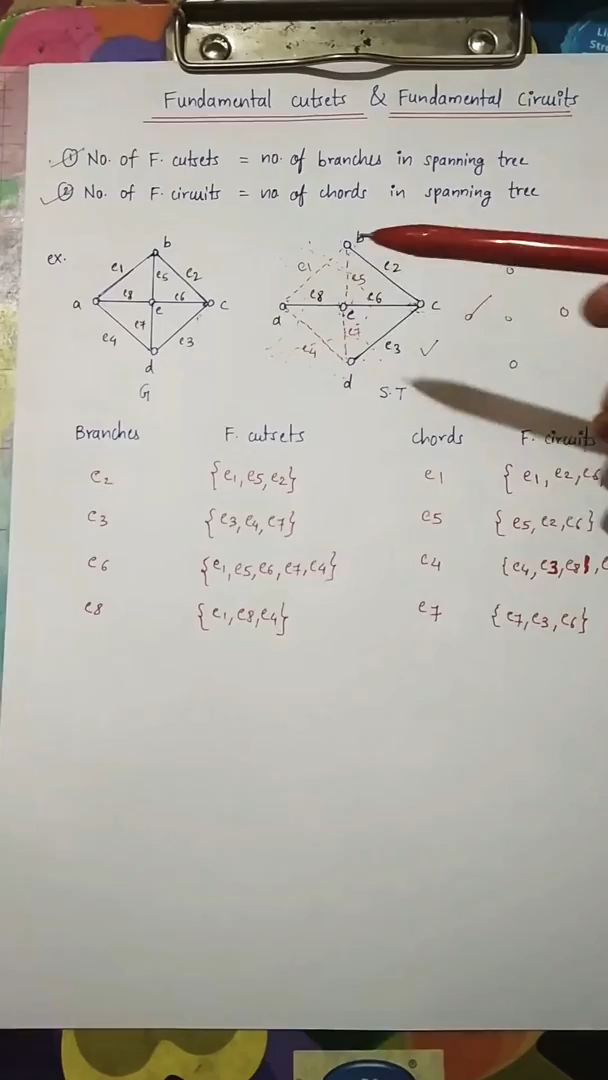 Fundamental cutsets & Fundamental Circuits
① No. of F. cutsets = no. of branches in spanning tree
② No. of F. circuits = no of chords in spanning tree
ex.
b
e1 e5 e2
a e8 e6 c
e
e7
e4 e3
d
G
b
e1 e5 e2
a e8 e6 c
e
e7
e4 e3
d
S.T
Branches F. cutsets chords F. circuits
e2 {e1, e5, e2} e1 { e1, e2, e6
e3 {e3, e4, e7} e5 {e5, e2, e6}
e6 {e1, e5, e6, e7, e4} e4 {e4, e3, e8
e8 {e1, e8, e4} e7 {e7, e3, e6}